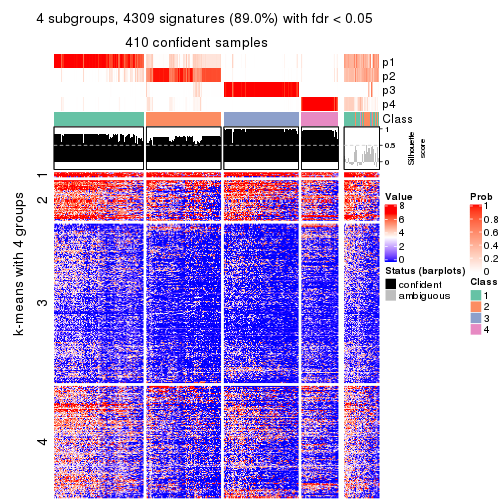 4 subgroups, 4309 signatures (89.0%) with fdr < 0.05
410 confident samples
p1
p2
p3
p4
Class
1
0.5
0
Silhouette score
k-means with 4 groups
1
2
3
4
Value
8
6
4
2
0
Status (barplots)
confident
ambiguous
Prob
1
0.8
0.6
0.4
0.2
0
Class
1
2
3
4